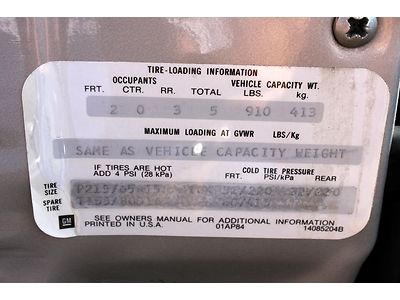 TIRE-LOADING INFORMATION
OCCUPANTS VEHICLE CAPACITY WT.
FRT. CTR. RR. TOTAL LBS. kg.
2 0 3 5 910 413
MAXIMUM LOADING AT GVWR LBS/Kg
SAME AS VEHICLE CAPACITY WEIGHT
IF TIRES ARE HOT COLD TIRE PRESSURE
ADD 4 PSI (28 kPa) FRT. PSI/kPa REAR
TIRE SIZE
SPARE TIRE
GM
SEE OWNERS MANUAL FOR ADDITIONAL INFORMATION
PRINTED IN U.S.A. 01AP84 14085204B